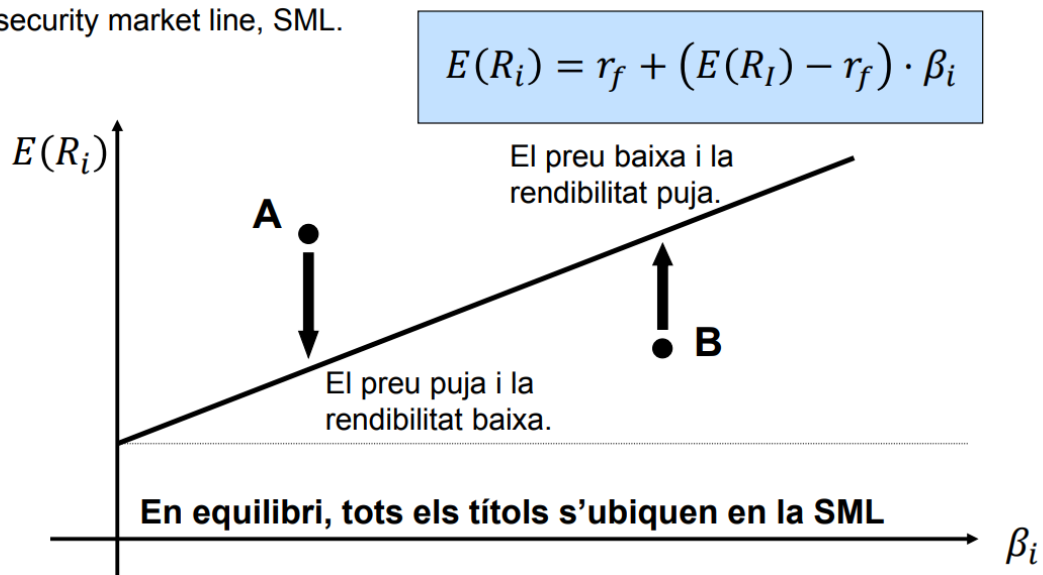 security market line, SML.
E(R_i) = r_f + (E(R_I) − r_f) · β_i
E(R_i)
El preu baixa i la
rendibilitat puja.
A
B
El preu puja i la
rendibilitat baixa.
En equilibri, tots els títols s’ubiquen en la SML
β_i